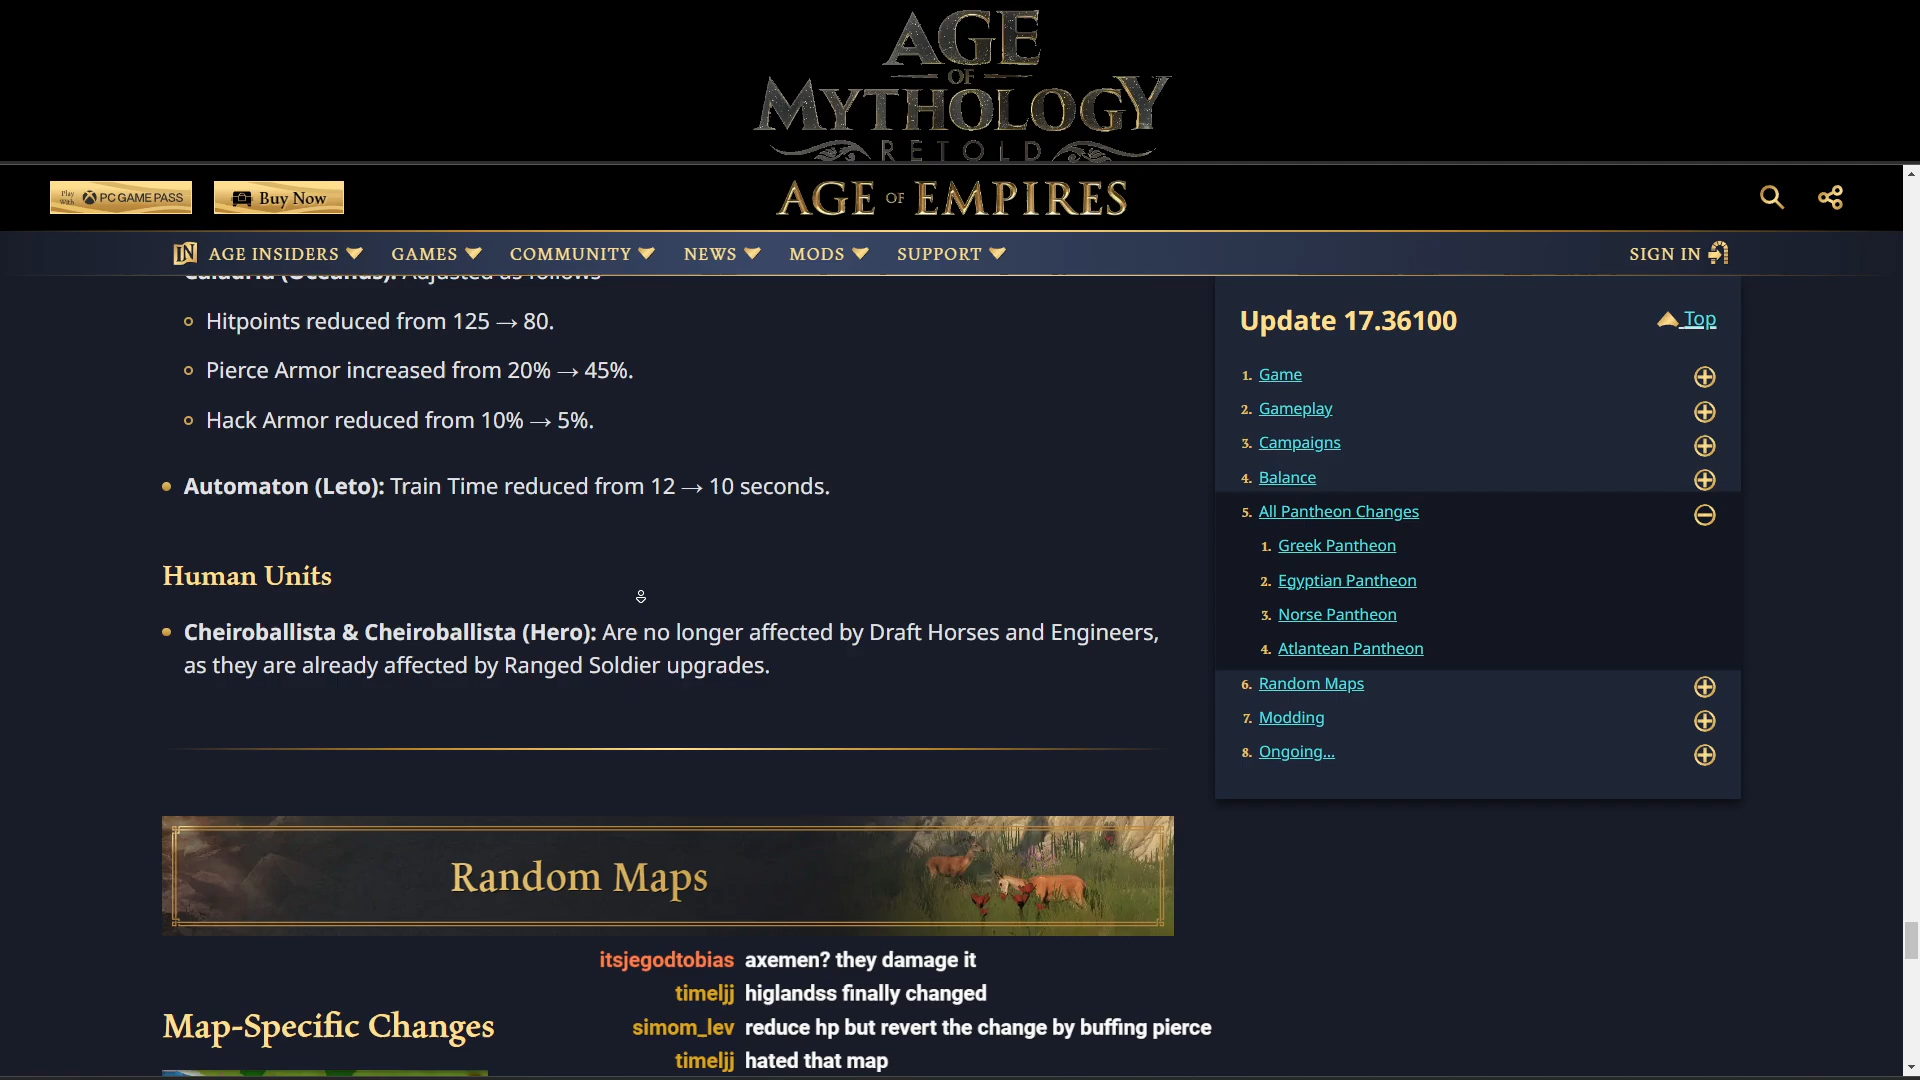 AGE
OF
MYTHOLOGY
RETOLD
Play With PC GAME PASS
Buy Now
AGE OF EMPIRES
AGE INSIDERS
GAMES
COMMUNITY
NEWS
MODS
SUPPORT
SIGN IN
Caladria (Oceanus): Adjusted as follows
Hitpoints reduced from 125 → 80.
Pierce Armor increased from 20% → 45%.
Hack Armor reduced from 10% → 5%.
Automaton (Leto): Train Time reduced from 12 → 10 seconds.
Human Units
Cheiroballista & Cheiroballista (Hero): Are no longer affected by Draft Horses and Engineers,
as they are already affected by Ranged Soldier upgrades.
Random Maps
Map-Specific Changes
Update 17.36100
Top
1. Game
2. Gameplay
3. Campaigns
4. Balance
5. All Pantheon Changes
1. Greek Pantheon
2. Egyptian Pantheon
3. Norse Pantheon
4. Atlantean Pantheon
6. Random Maps
7. Modding
8. Ongoing...
itsjegodtobias axemen? they damage it
timeljj higlandss finally changed
simom_lev reduce hp but revert the change by buffing pierce
timeljj hated that map